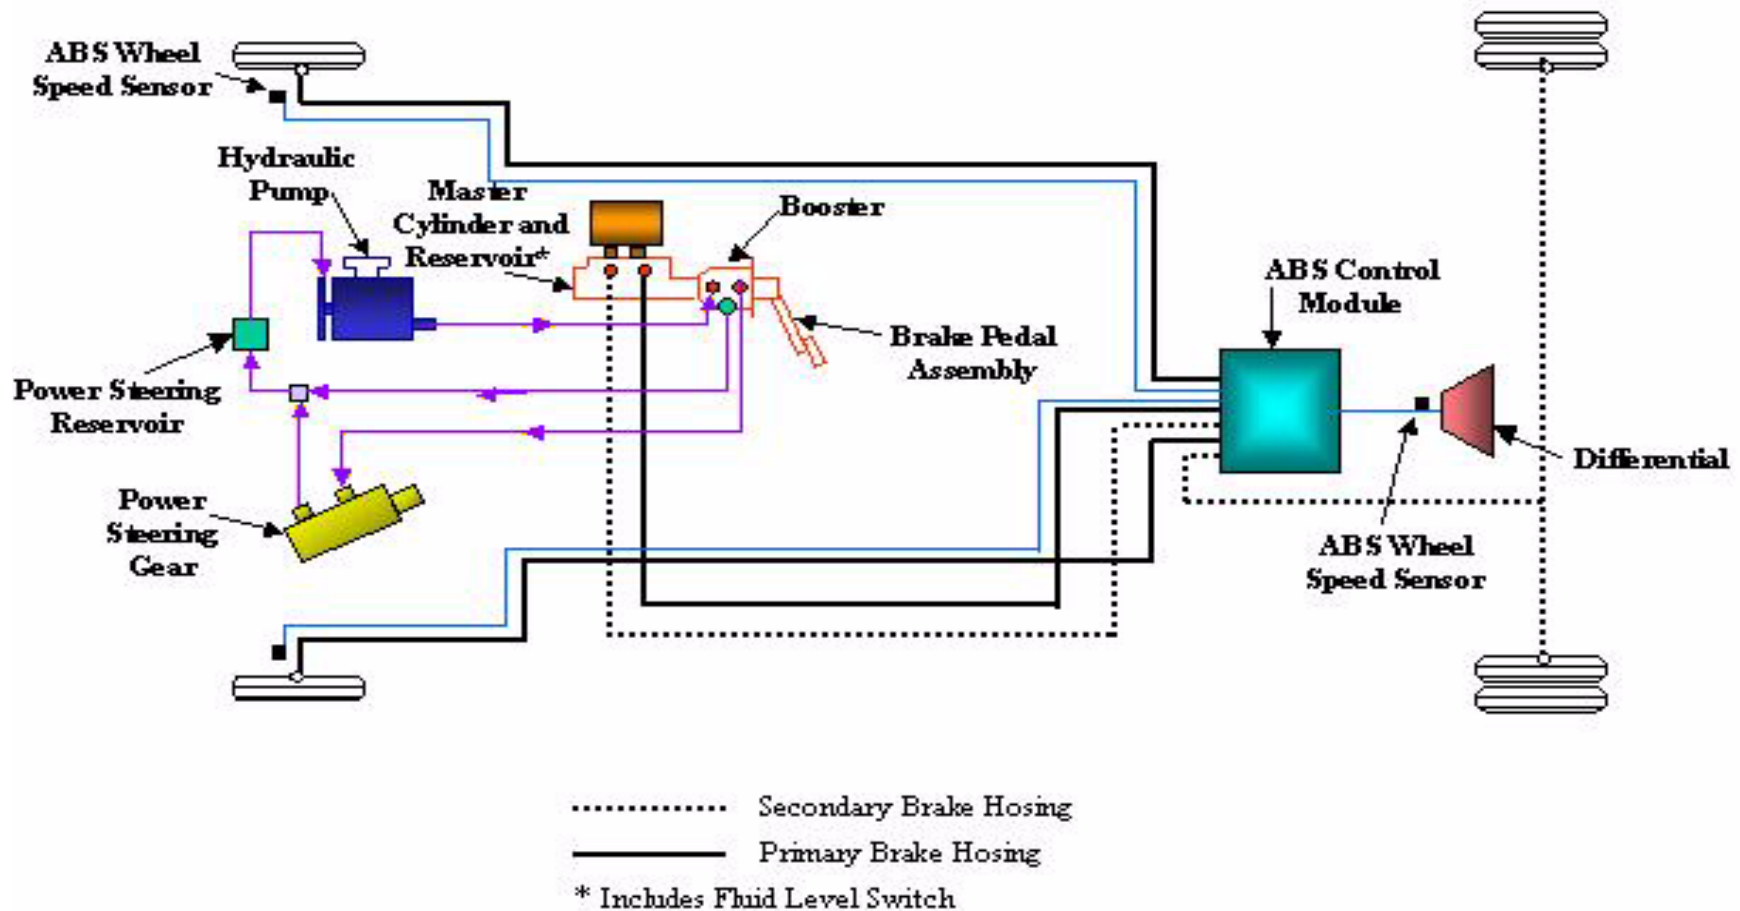 ABS Wheel
Speed Sensor
Hydraulic
Pump
Master
Cylinder and
Reservoir*
Booster
ABS Control
Module
Brake Pedal
Assembly
Power Steering
Reservoir
Differential
Power
Steering
Gear
ABS Wheel
Speed Sensor
Secondary Brake Hosing
Primary Brake Hosing
* Includes Fluid Level Switch